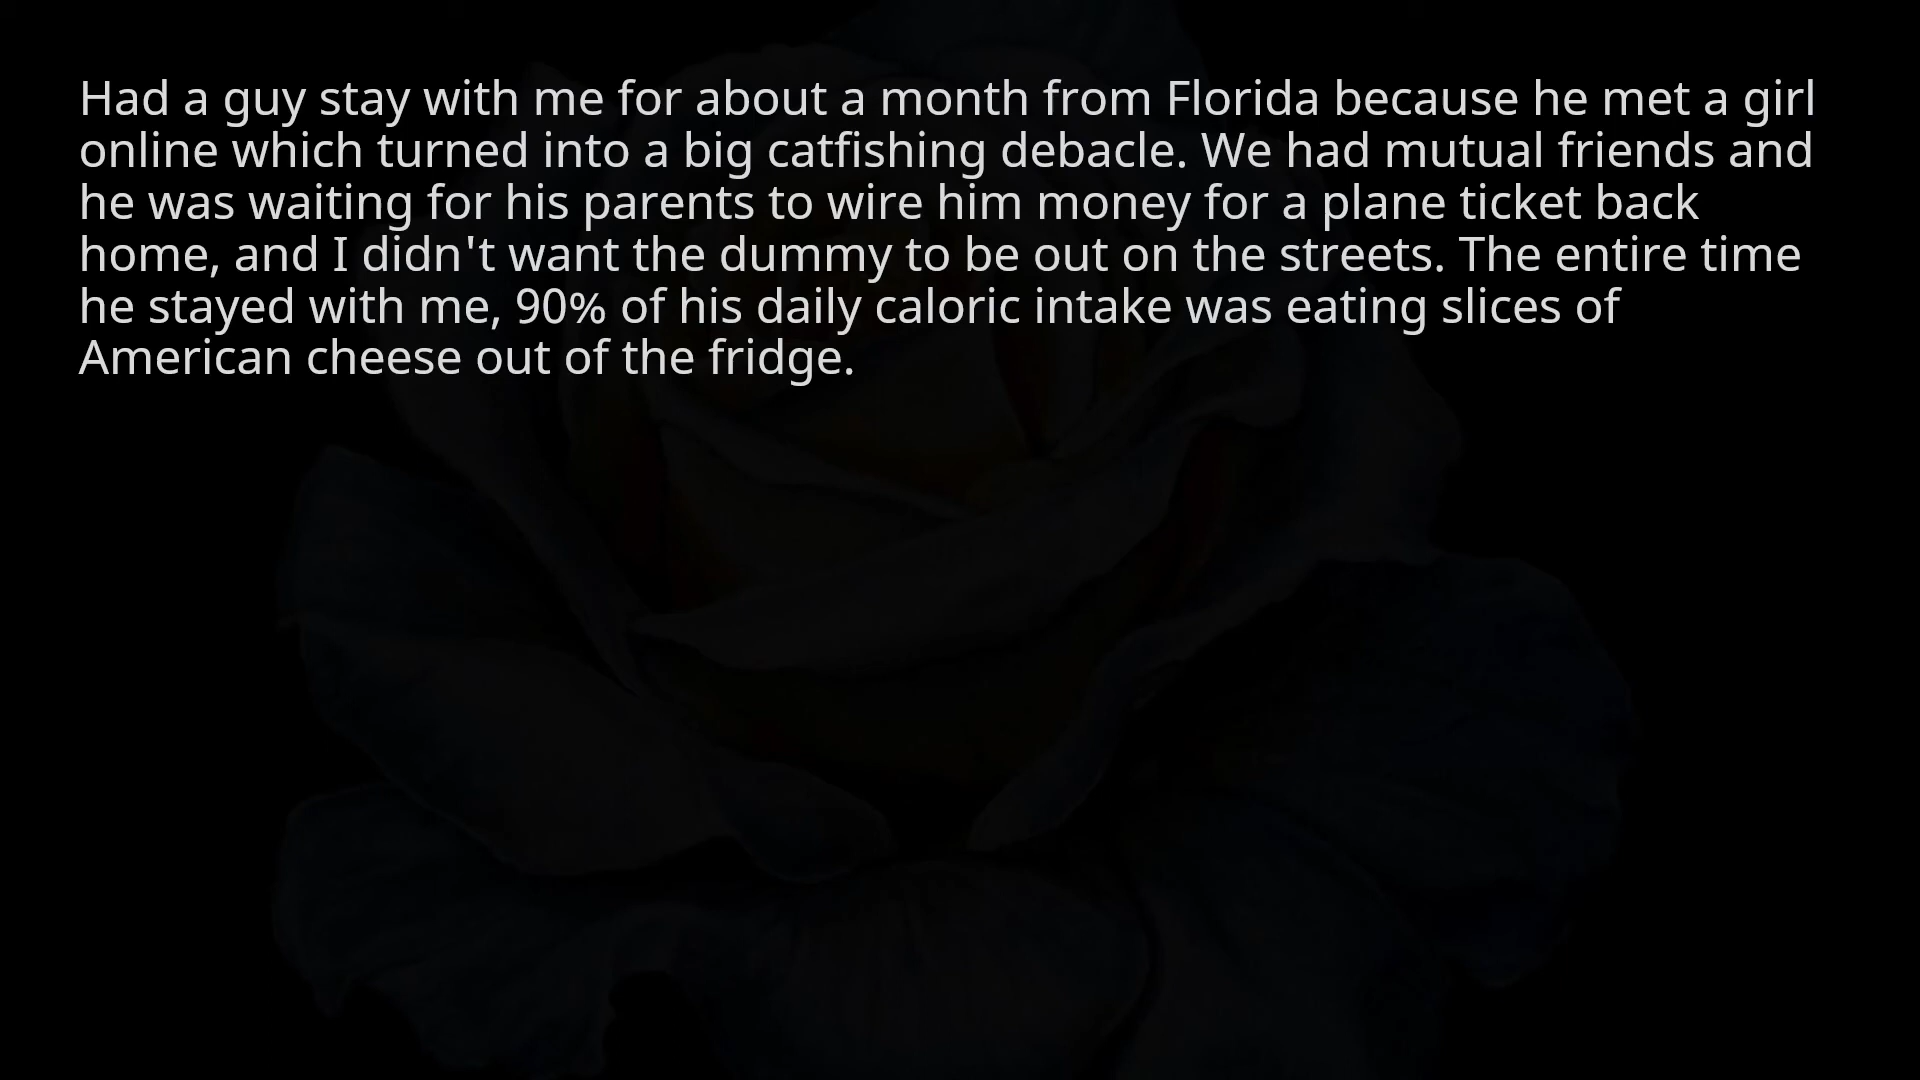 Had a guy stay with me for about a month from Florida because he met a girl
online which turned into a big catfishing debacle. We had mutual friends and
he was waiting for his parents to wire him money for a plane ticket back
home, and I didn't want the dummy to be out on the streets. The entire time
he stayed with me, 90% of his daily caloric intake was eating slices of
American cheese out of the fridge.